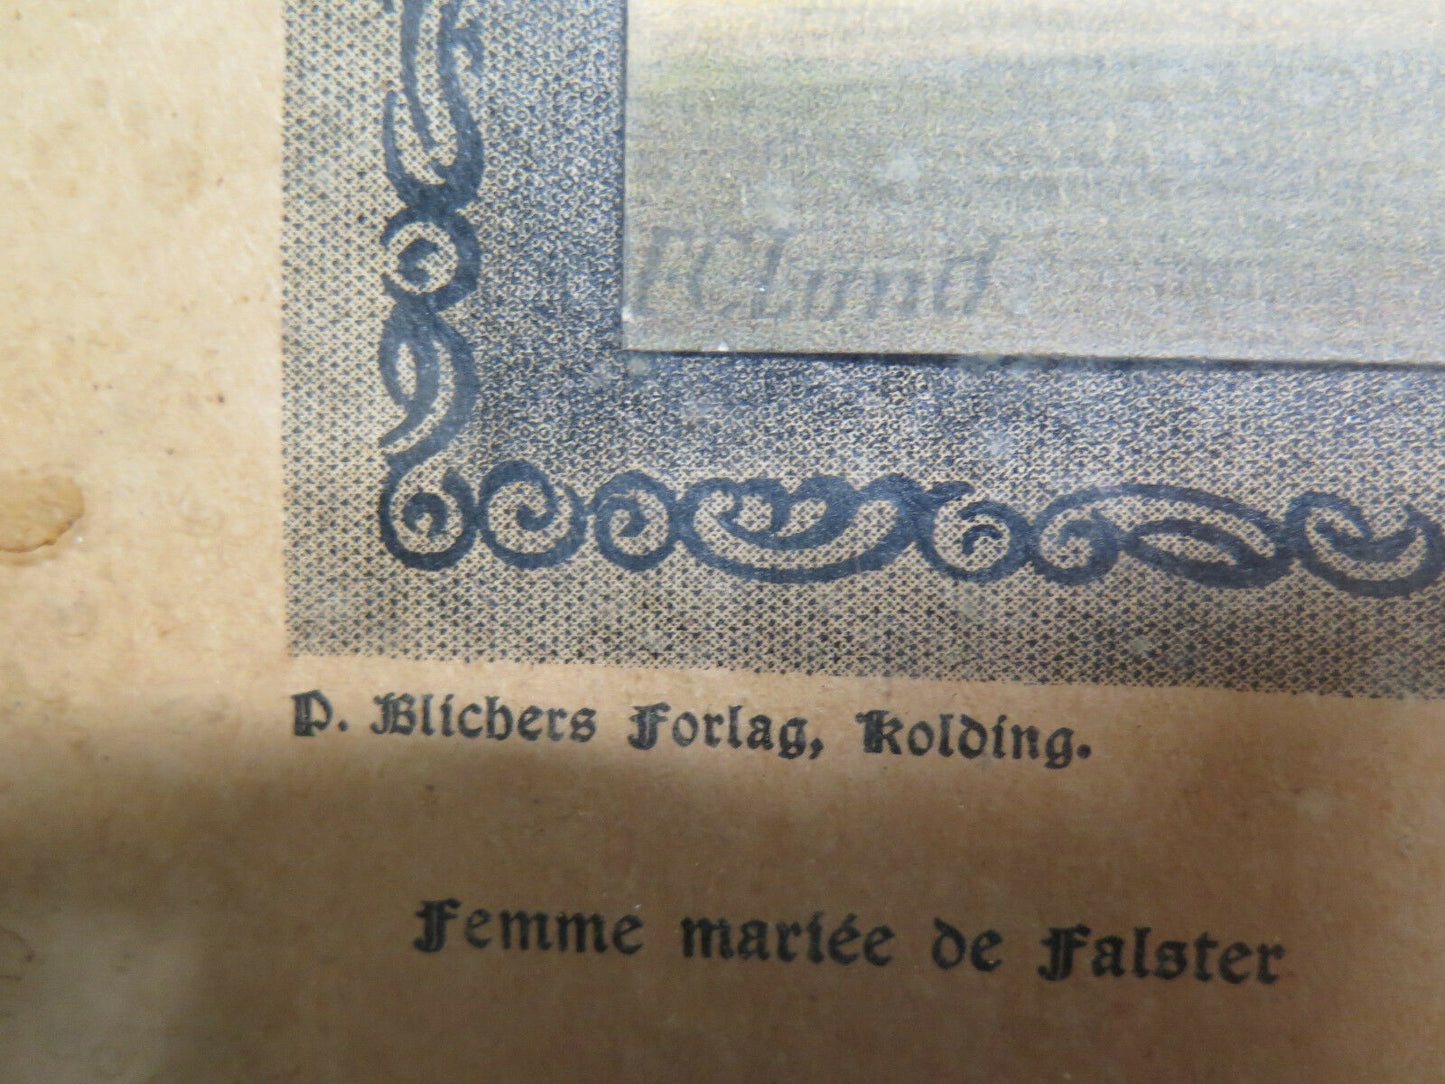 FCLund
P. Blichers Forlag, Kolding.
Femme mariée de Falster